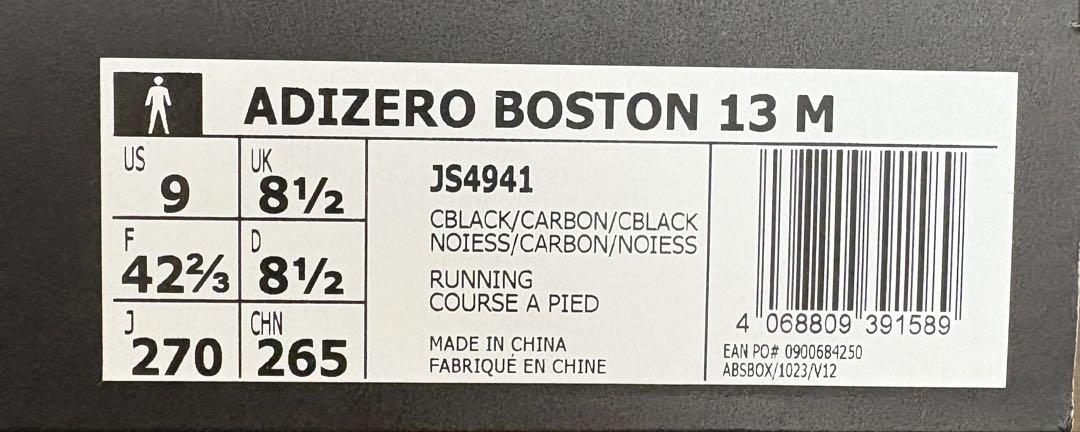 ADIZERO BOSTON 13 M
US 9
UK 8½
F 42⅔
D 8½
J 270
CHN 265
JS4941
CBLACK/CARBON/CBLACK
NOIESS/CARBON/NOIESS
RUNNING
COURSE A PIED
MADE IN CHINA
FABRIQUÉ EN CHINE
4 068809 391589
EAN PO# 0900684250
ABSBOX/1023/V12